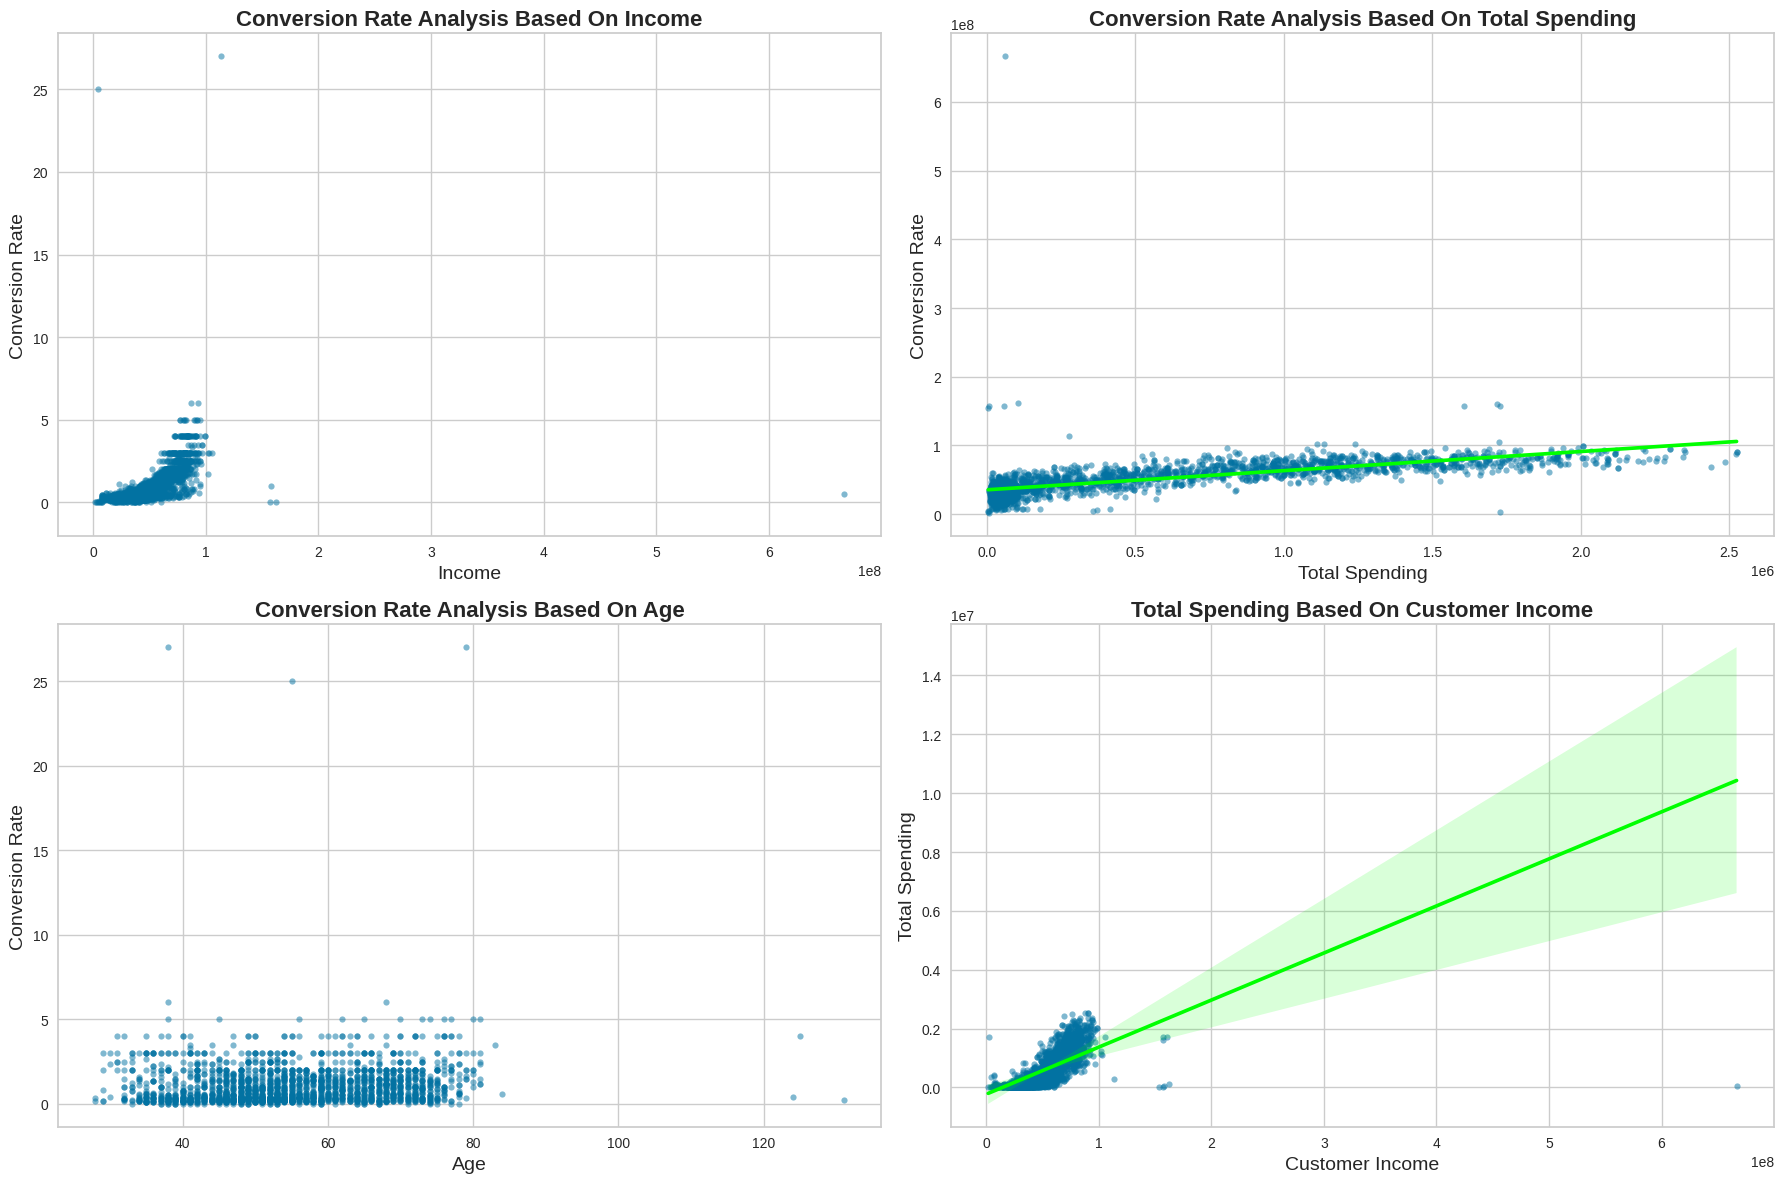 Conversion Rate Analysis Based On Income
Conversion Rate
25
20
15
10
5
0
0 1 2 3 4 5 6
1e8
Income
Conversion Rate Analysis Based On Total Spending
1e8
Conversion Rate
6
5
4
3
2
1
0
0.0 0.5 1.0 1.5 2.0 2.5
1e6
Total Spending
Conversion Rate Analysis Based On Age
Conversion Rate
25
20
15
10
5
0
40 60 80 100 120
Age
Total Spending Based On Customer Income
1e7
Total Spending
1.4
1.2
1.0
0.8
0.6
0.4
0.2
0.0
0 1 2 3 4 5 6
1e8
Customer Income